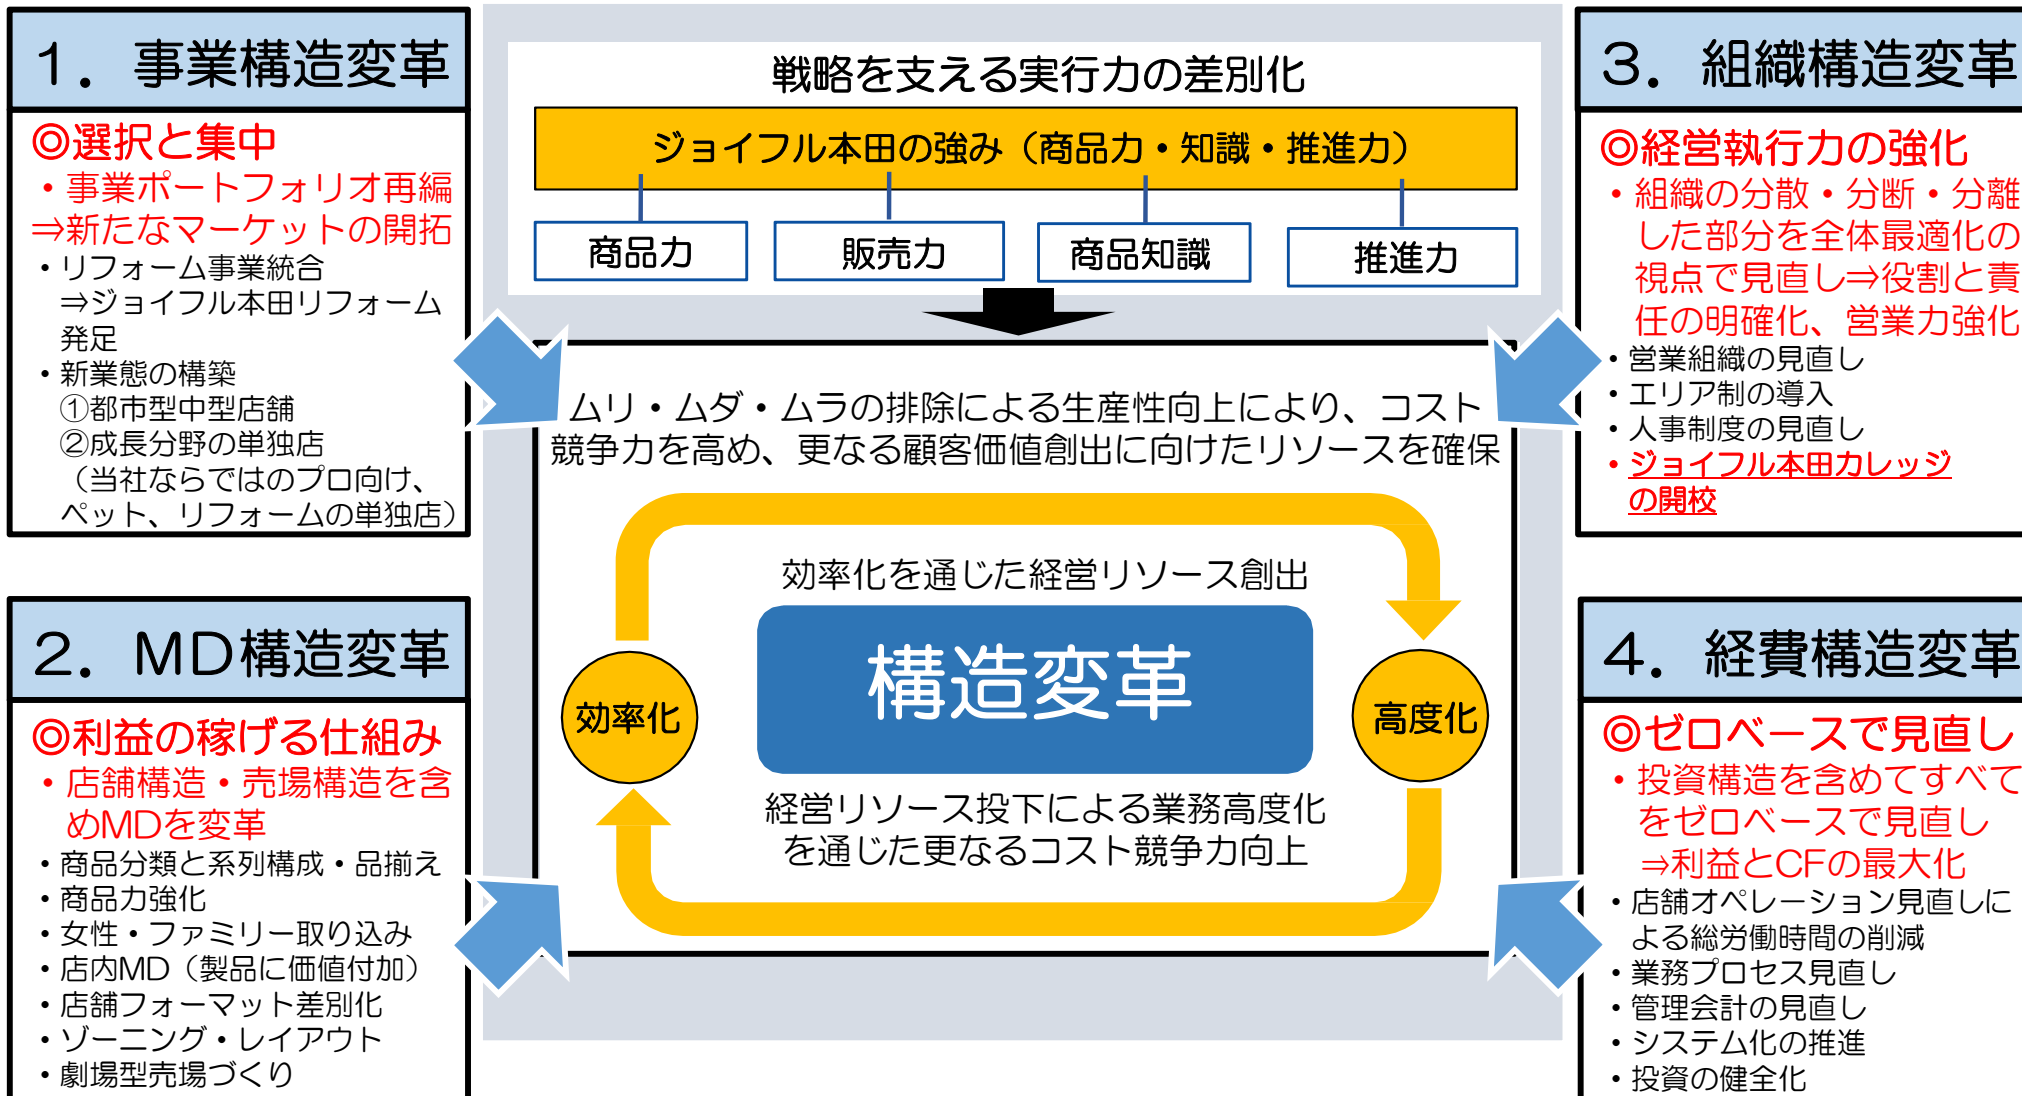 1．事業構造変革
◎選択と集中
・事業ポートフォリオ再編
⇒新たなマーケットの開拓
・リフォーム事業統合
⇒ジョイフル本田リフォーム
発足
・新業態の構築
①都市型中型店舗
②成長分野の単独店
（当社ならではのプロ向け、
ペット、リフォームの単独店）
2．MD構造変革
◎利益の稼げる仕組み
・店舗構造・売場構造を含
めMDを変革
・商品分類と系列構成・品揃え
・商品力強化
・女性・ファミリー取り込み
・店内MD（製品に価値付加）
・店舗フォーマット差別化
・ゾーニング・レイアウト
・劇場型売場づくり
戦略を支える実行力の差別化
ジョイフル本田の強み（商品力・知識・推進力）
商品力
販売力
商品知識
推進力
ムリ・ムダ・ムラの排除による生産性向上により、コスト
競争力を高め、更なる顧客価値創出に向けたリソースを確保
効率化を通じた経営リソース創出
構造変革
効率化
高度化
経営リソース投下による業務高度化
を通じた更なるコスト競争力向上
3．組織構造変革
◎経営執行力の強化
・組織の分散・分断・分離
した部分を全体最適化の
視点で見直し⇒役割と責
任の明確化、営業力強化
・営業組織の見直し
・エリア制の導入
・人事制度の見直し
・ジョイフル本田カレッジ
の開校
4．経費構造変革
◎ゼロベースで見直し
・投資構造を含めてすべて
をゼロベースで見直し
⇒利益とCFの最大化
・店舗オペレーション見直しに
よる総労働時間の削減
・業務プロセス見直し
・管理会計の見直し
・システム化の推進
・投資の健全化